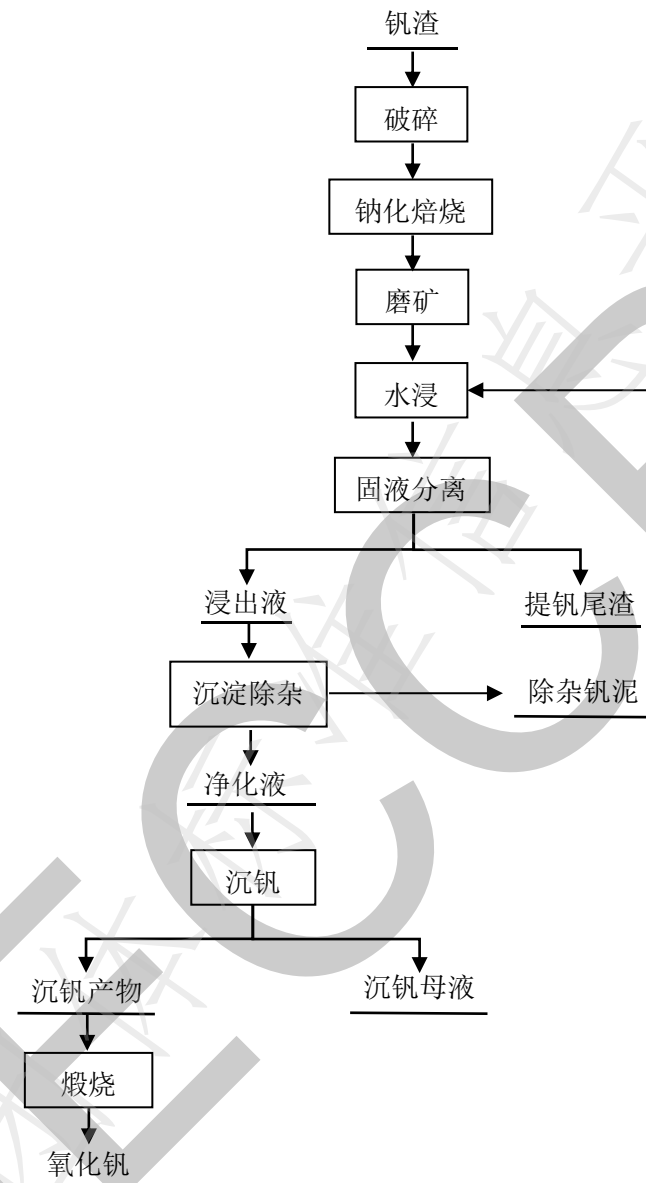 钒渣
破碎
钠化焙烧
磨矿
水浸
固液分离
浸出液
提钒尾渣
沉淀除杂
除杂钒泥
净化液
沉钒
沉钒产物
沉钒母液
煅烧
氧化钒